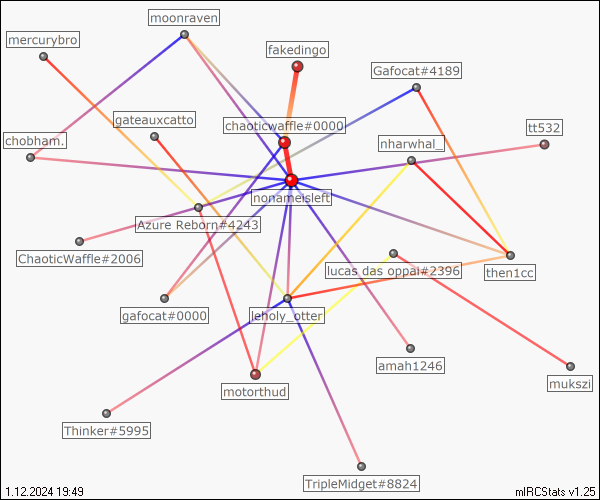 moonraven
mercurybro
fakedingo
Gafocat#4189
gateauxcatto
chaoticwaffle#0000
tt532
nharwhal_
chobham.
nonameisleft
Azure Reborn#4243
ChaoticWaffle#2006
lucas das oppai#2396
then1cc
gafocat#0000
leholy_otter
amah1246
mukszi
motorthud
Thinker#5995
TripleMidget#8824
1.12.2024 19:49
mIRCStats v1.25